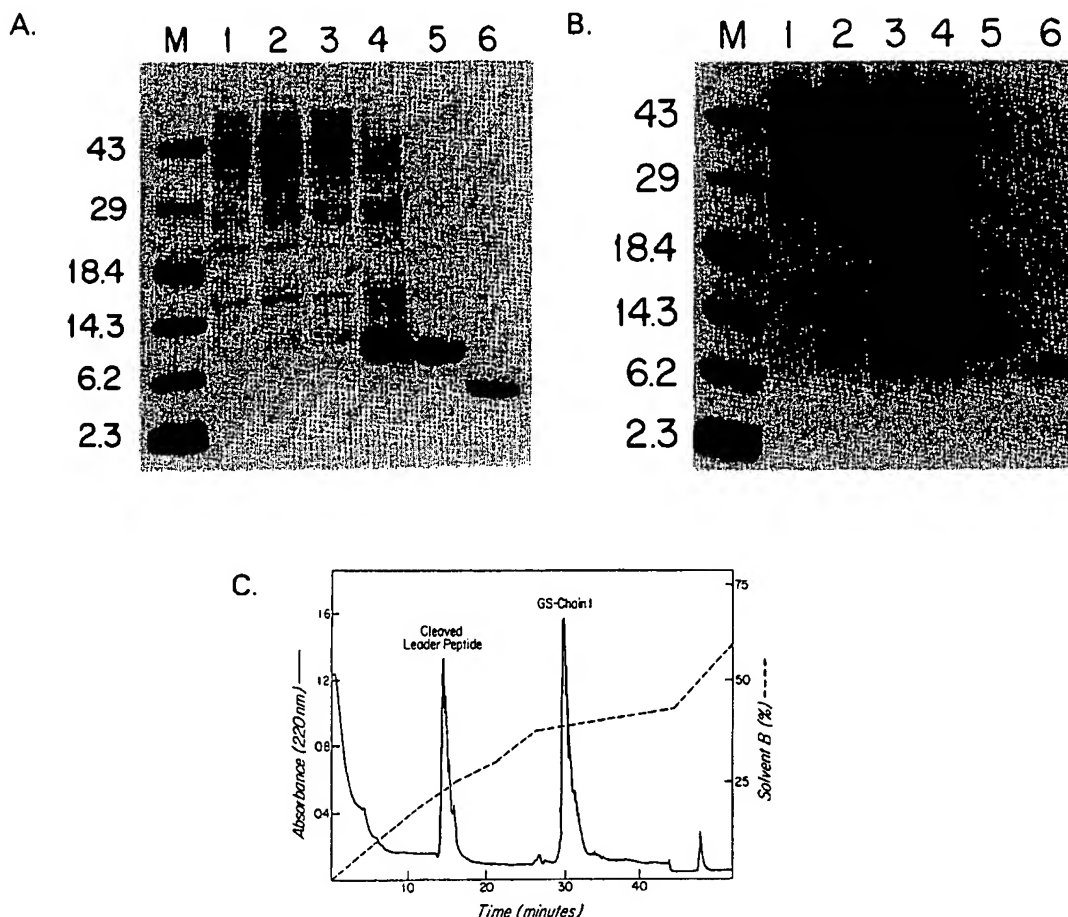 A.
M 1 2 3 4 5 6
43
29
18.4
14.3
6.2
2.3
B.
M 1 2 3 4 5 6
43
29
18.4
14.3
6.2
2.3
C.
Absorbance (220 nm)
16
12
08
04
Cleaved
Leader Peptide
GS-Chain I
75
50
25
Solvent B (%)
10 20 30 40
Time (minutes)